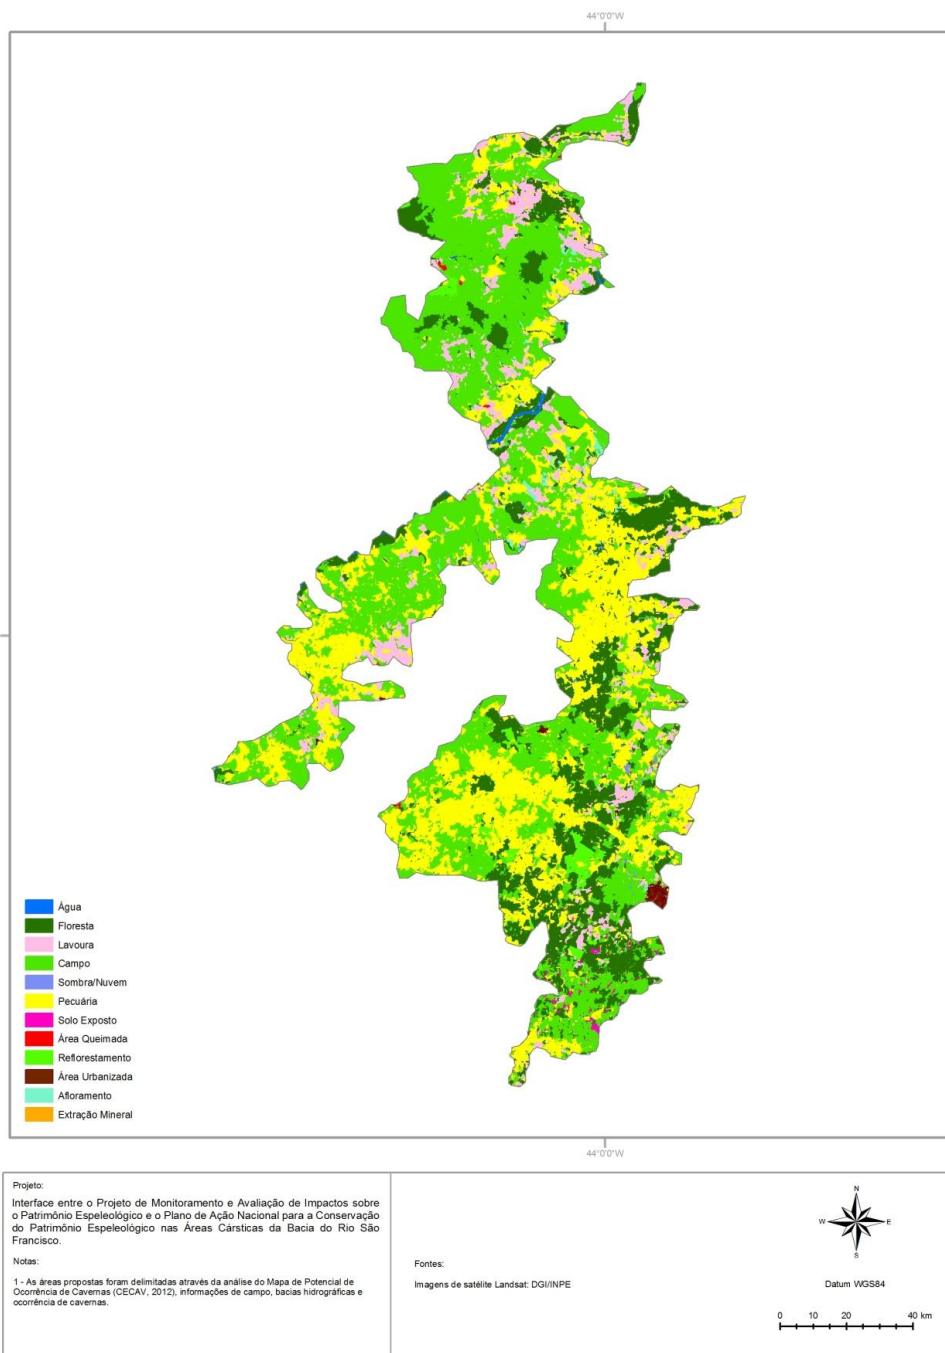 44°0'0"W
Água
Floresta
Lavoura
Campo
Sombra/Nuvem
Pecuária
Solo Exposto
Área Queimada
Reflorestamento
Área Urbanizada
Afloramento
Extração Mineral
44°0'0"W
Projeto:
Interface entre o Projeto de Monitoramento e Avaliação de Impactos sobre
o Patrimônio Espeleológico e o Plano de Ação Nacional para a Conservação
do Patrimônio Espeleológico nas Áreas Cársticas da Bacia do Rio São
Francisco.
Notas:
1 - As áreas propostas foram delimitadas através da análise do Mapa de Potencial de
Ocorrência de Cavernas (CECAV, 2012), informações de campo, bacias hidrográficas e
ocorrência de cavernas.
Fontes:
Imagens de satélite Landsat: DGI/INPE
N
W E
S
Datum WGS84
0 10 20 40 km